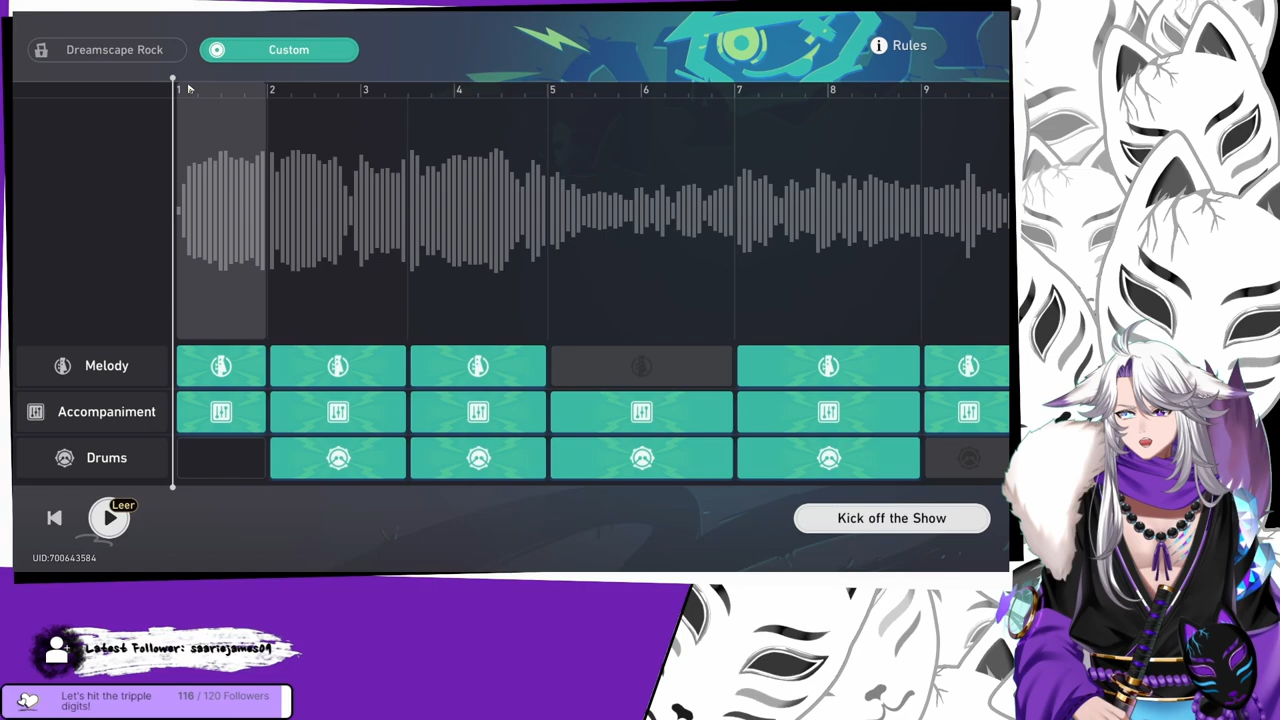 Dreamscape Rock
Custom
Rules
1 2 3 4 5 6 7 8 9
Melody
Accompaniment
Drums
Leer
Kick off the Show
UID:700643584
Latest Follower: saariejames09
Let's hit the tripple
digits!
116 / 120 Followers